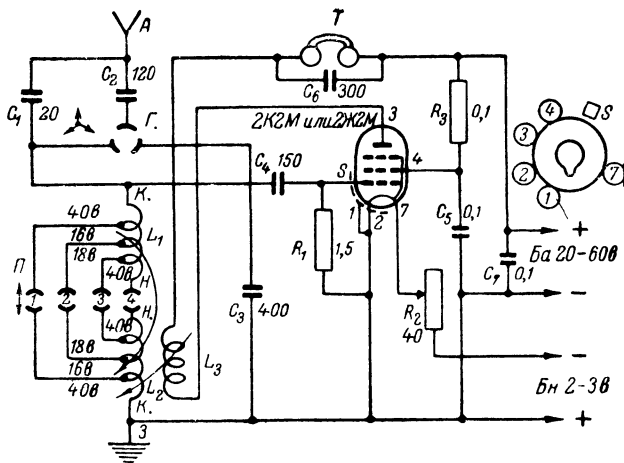 А
Т
C₂ 120
C₁ 20
Г.
C₆ 300
2К2М или 2Ж2М
3
R₃ 0,1
4
S
3
2
1
7
C₄ 150
S
4
1 2 7
К.
40в
16в
18в
40в
L₁
П
1 2 3 4
Н.
Н.
40в
18в
16в
40в
L₂
К.
З
L₃
R₁ 1,5
C₃ 400
C₅ 0,1
+
Ба 20-60в
C₇ 0,1
−
R₂ 40
−
Бн 2-3в
+